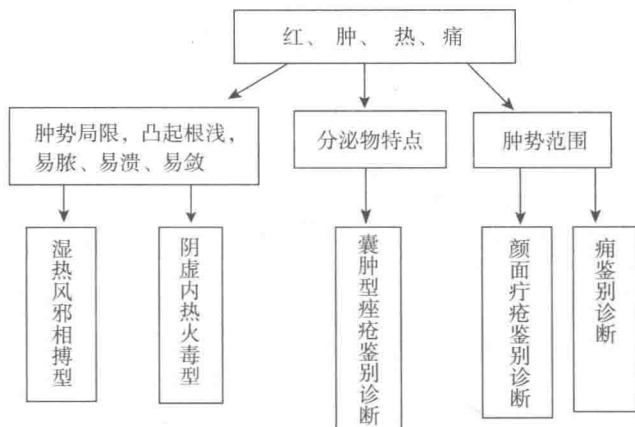 红、肿、热、痛
肿势局限，凸起根浅，
易脓、易溃、易敛
分泌物特点
肿势范围
湿热风邪相搏型
阴虚内热火毒型
囊肿型痤疮鉴别诊断
颜面疔疮鉴别诊断
痈鉴别诊断